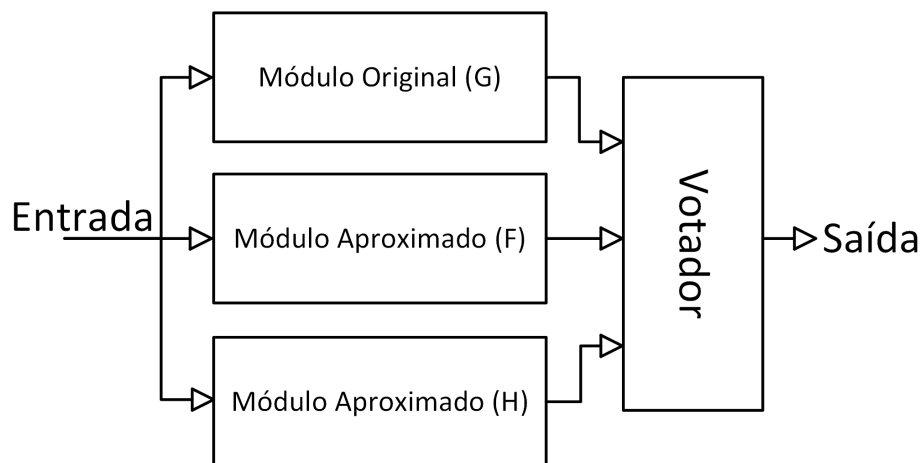 Módulo Original (G)
Entrada
Módulo Aproximado (F)
Módulo Aproximado (H)
Votador
Saída